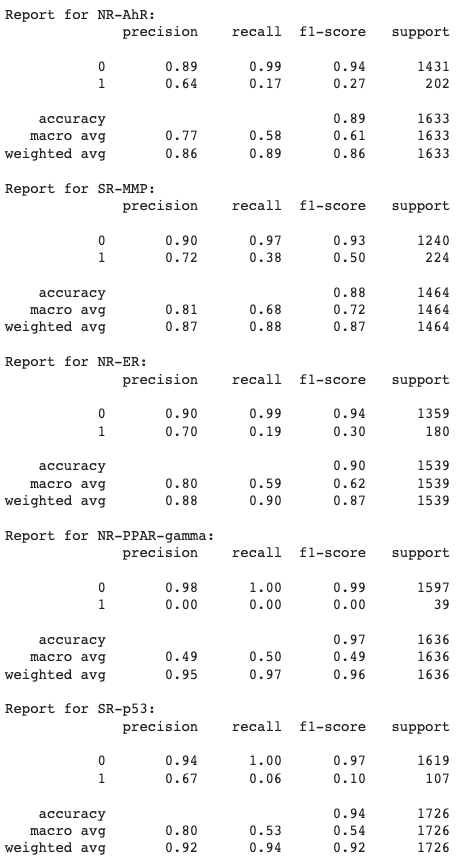 Report for NR-AhR:
precision recall f1-score support
0 0.89 0.99 0.94 1431
1 0.64 0.17 0.27 202
accuracy 0.89 1633
macro avg 0.77 0.58 0.61 1633
weighted avg 0.86 0.89 0.86 1633
Report for SR-MMP:
precision recall f1-score support
0 0.90 0.97 0.93 1240
1 0.72 0.38 0.50 224
accuracy 0.88 1464
macro avg 0.81 0.68 0.72 1464
weighted avg 0.87 0.88 0.87 1464
Report for NR-ER:
precision recall f1-score support
0 0.90 0.99 0.94 1359
1 0.70 0.19 0.30 180
accuracy 0.90 1539
macro avg 0.80 0.59 0.62 1539
weighted avg 0.88 0.90 0.87 1539
Report for NR-PPAR-gamma:
precision recall f1-score support
0 0.98 1.00 0.99 1597
1 0.00 0.00 0.00 39
accuracy 0.97 1636
macro avg 0.49 0.50 0.49 1636
weighted avg 0.95 0.97 0.96 1636
Report for SR-p53:
precision recall f1-score support
0 0.94 1.00 0.97 1619
1 0.67 0.06 0.10 107
accuracy 0.94 1726
macro avg 0.80 0.53 0.54 1726
weighted avg 0.92 0.94 0.92 1726